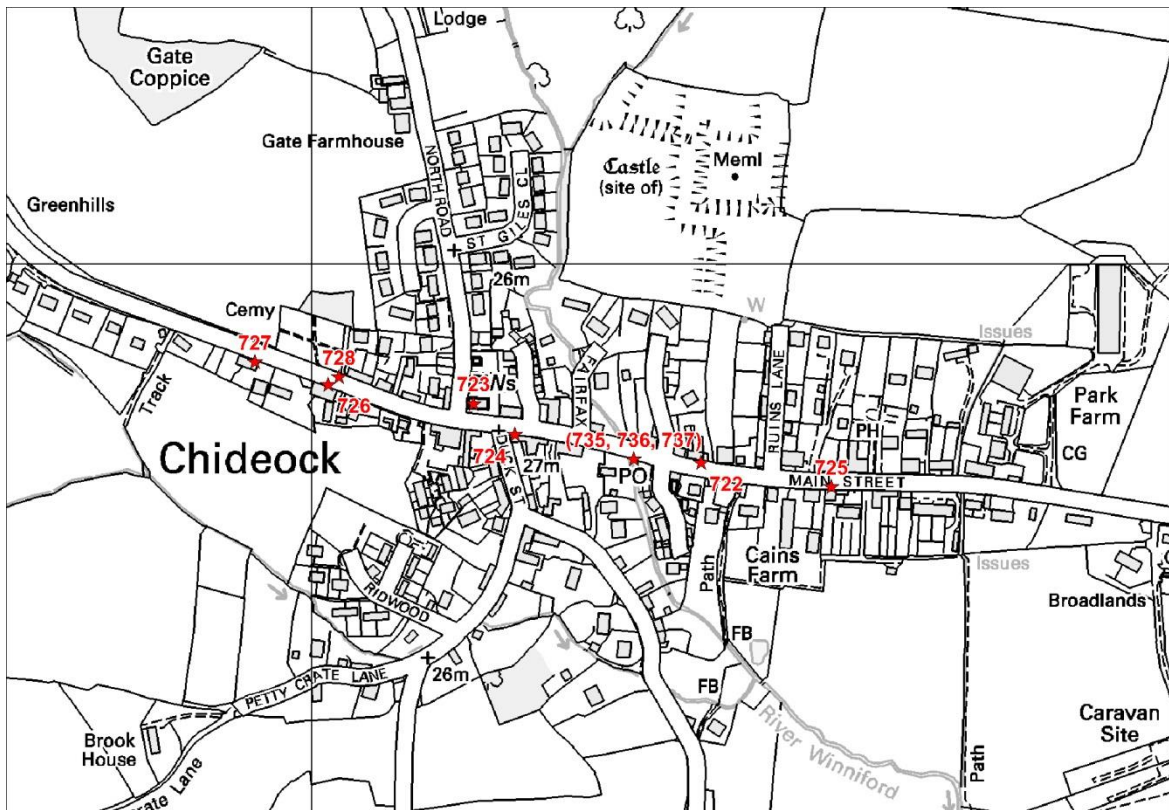 Lodge
Gate
Coppice
Gate Farmhouse
NORTH ROAD
Castle
(site of)
Meml
ST GILES CL
Greenhills
26m
Cemy
W
Issues
727
728
726
723
Track
FAIRFAX
RUINS LANE
Park
Farm
PH
CG
Chideock
724
27m
(735, 736, 737)
PO
722
725
MAIN STREET
Path
Cains
Farm
Issues
Broadlands
RIDWOOD
FB
26m
PETTY CRATE LANE
FB
River Winniford
Brook
House
Caravan
Site
Path
crate Lane